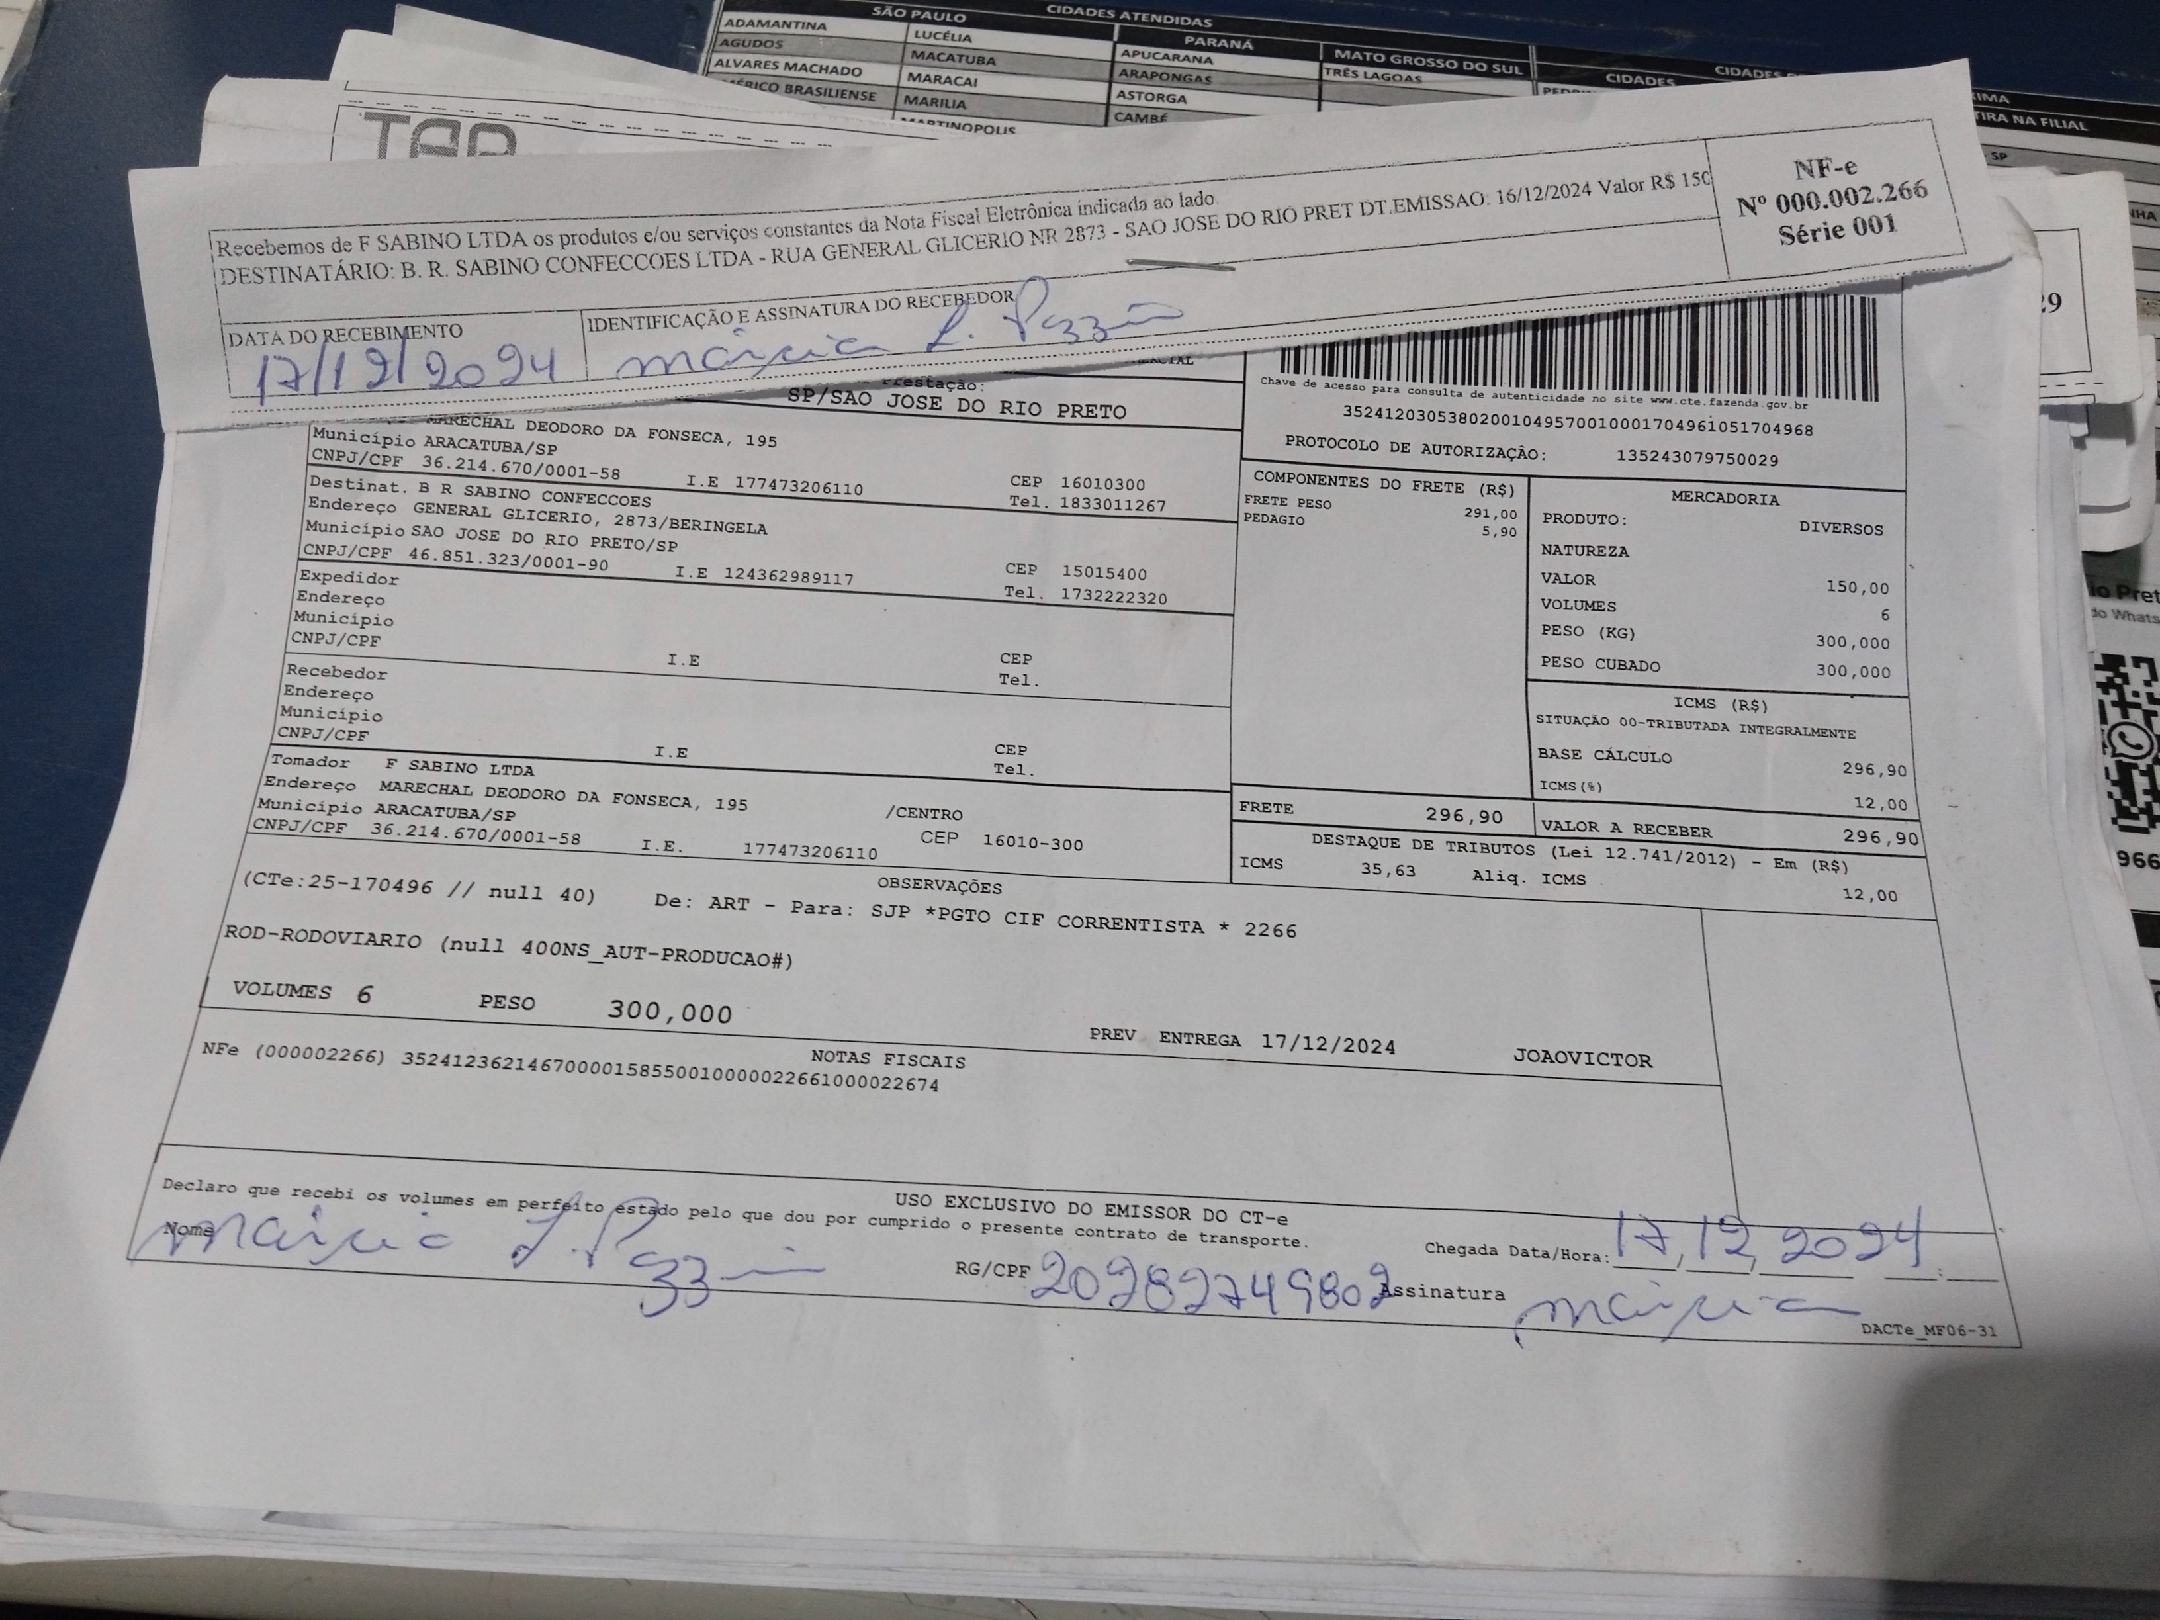 SÃO PAULO
CIDADES ATENDIDAS
ADAMANTINA
LUCÉLIA
PARANÁ
MATO GROSSO DO SUL
CIDADES
AGUDOS
MACATUBA
APUCARANA
TRÊS LAGOAS
ALVARES MACHADO
MARACAI
ARAPONGAS
BRASILIENSE
MARILIA
ASTORGA
CAMBÉ
NA FILIAL
SP
Recebemos de F SABINO LTDA os produtos e/ou serviços constantes da Nota Fiscal Eletrônica indicada ao lado.
DESTINATÁRIO: B. R. SABINO CONFECCOES LTDA - RUA GENERAL GLICERIO NR 2873 - SAO JOSE DO RIO PRET DT.EMISSAO: 16/12/2024 Valor R$ 150
NF-e
Nº 000.002.266
Série 001
DATA DO RECEBIMENTO
IDENTIFICAÇÃO E ASSINATURA DO RECEBEDOR
17/12/2024
SP/SAO JOSE DO RIO PRETO
Chave de acesso para consulta de autenticidade no site www.cte.fazenda.gov.br
35241203053802001049570010001704961051704968
PROTOCOLO DE AUTORIZAÇÃO: 135243079750029
MARECHAL DEODORO DA FONSECA, 195
Município ARACATUBA/SP CEP 16010300
CNPJ/CPF 36.214.670/0001-58 I.E 177473206110 Tel. 1833011267
Destinat. B R SABINO CONFECCOES
Endereço GENERAL GLICERIO, 2873/BERINGELA
Município SAO JOSE DO RIO PRETO/SP CEP 15015400
CNPJ/CPF 46.851.323/0001-90 I.E 124362989117 Tel. 1732222320
Expedidor
Endereço
Município CEP
CNPJ/CPF I.E Tel.
Recebedor
Endereço
Município CEP
CNPJ/CPF I.E Tel.
Tomador F SABINO LTDA
Endereço MARECHAL DEODORO DA FONSECA, 195 /CENTRO
Município ARACATUBA/SP CEP 16010-300
CNPJ/CPF 36.214.670/0001-58 I.E. 177473206110
COMPONENTES DO FRETE (R$)
FRETE PESO 291,00
PEDAGIO 5,90
MERCADORIA
PRODUTO: DIVERSOS
NATUREZA
VALOR 150,00
VOLUMES 6
PESO (KG) 300,000
PESO CUBADO 300,000
ICMS (R$)
SITUAÇÃO 00-TRIBUTADA INTEGRALMENTE
BASE CÁLCULO 296,90
ICMS(%) 12,00
FRETE 296,90 VALOR A RECEBER 296,90
DESTAQUE DE TRIBUTOS (Lei 12.741/2012) - Em (R$)
ICMS 35,63 Aliq. ICMS 12,00
OBSERVAÇÕES
(CTe:25-170496 // null 40) De: ART - Para: SJP *PGTO CIF CORRENTISTA * 2266
ROD-RODOVIARIO (null 400NS_AUT-PRODUCAO#)
VOLUMES 6 PESO 300,000 PREV ENTREGA 17/12/2024 JOAOVICTOR
NOTAS FISCAIS
NFe (000002266) 35241236214670000158550010000022661000022674
USO EXCLUSIVO DO EMISSOR DO CT-e
Declaro que recebi os volumes em perfeito estado pelo que dou por cumprido o presente contrato de transporte.
Nome
RG/CPF 20282749802
Chegada Data/Hora: 17, 12, 2024
Assinatura
DACTe_MF06-31